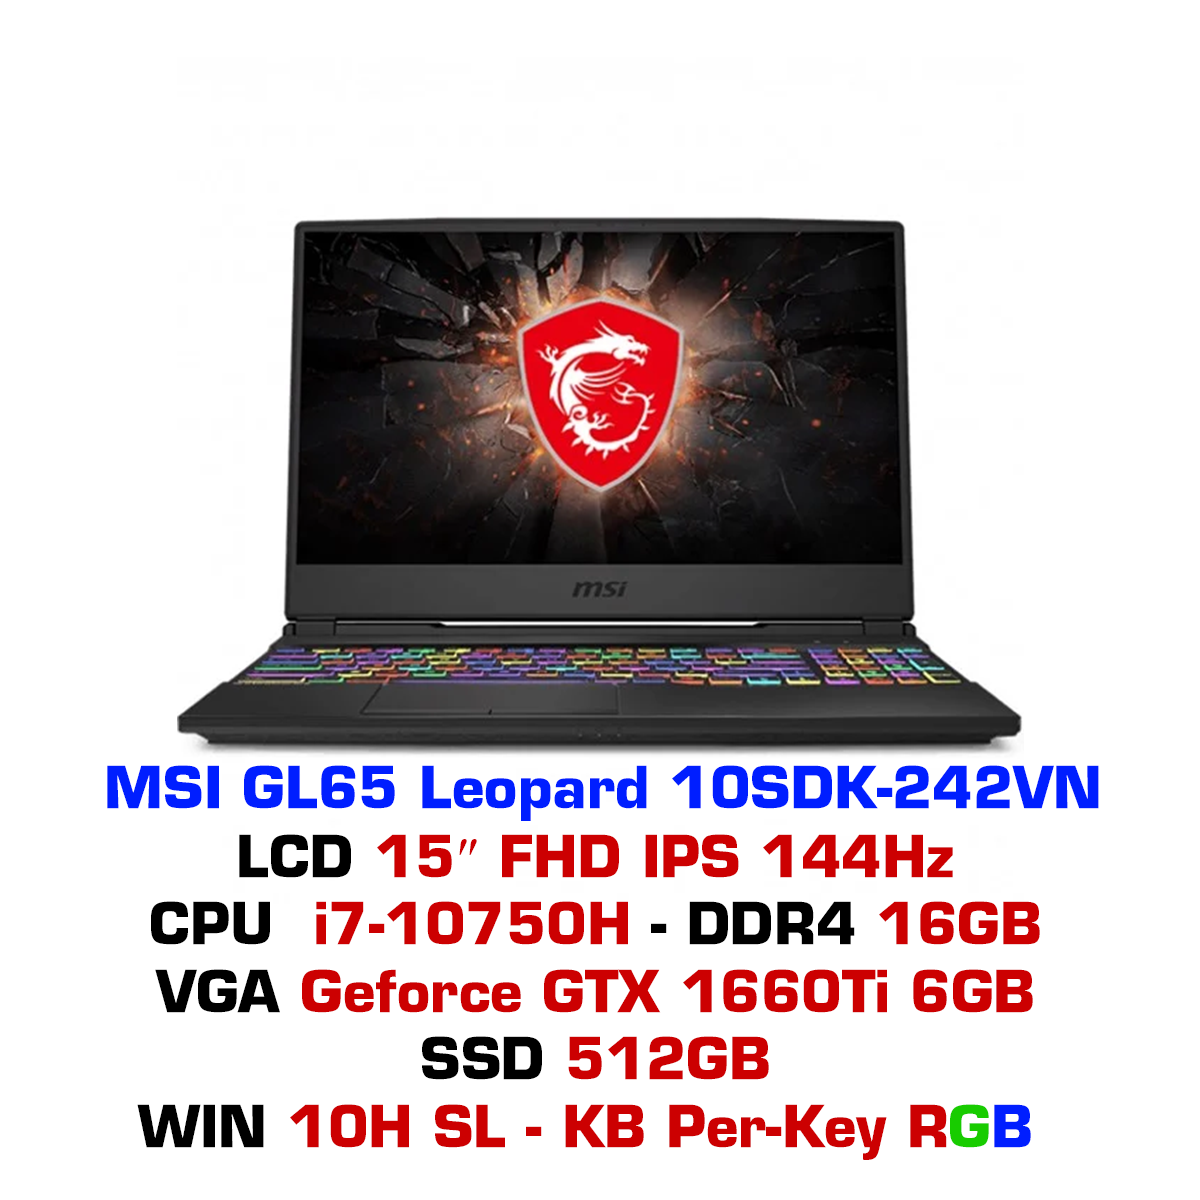 msi
MSI GL65 Leopard 10SDK-242VN
LCD 15″ FHD IPS 144Hz
CPU i7-10750H - DDR4 16GB
VGA Geforce GTX 1660Ti 6GB
SSD 512GB
WIN 10H SL - KB Per-Key RGB